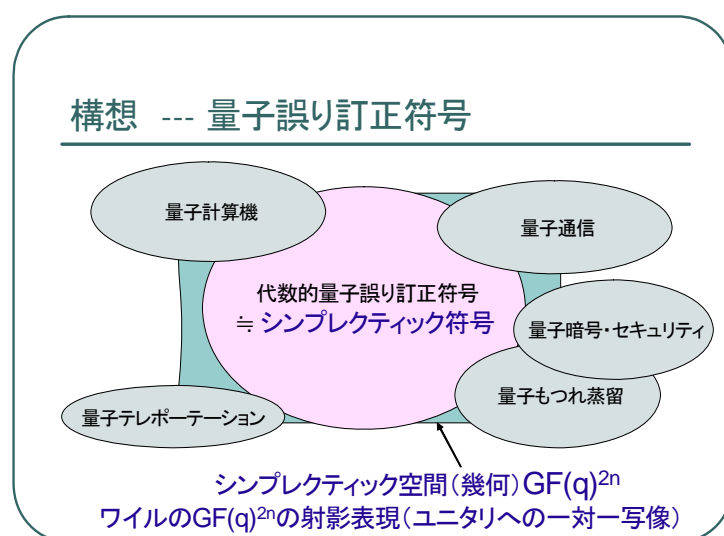 構想 --- 量子誤り訂正符号
量子計算機
量子通信
代数的量子誤り訂正符号
≒ シンプレクティック符号
量子暗号・セキュリティ
量子もつれ蒸留
量子テレポーテーション
シンプレクティック空間(幾何)GF(q)²ⁿ
ワイルのGF(q)²ⁿの射影表現(ユニタリへの一対一写像)